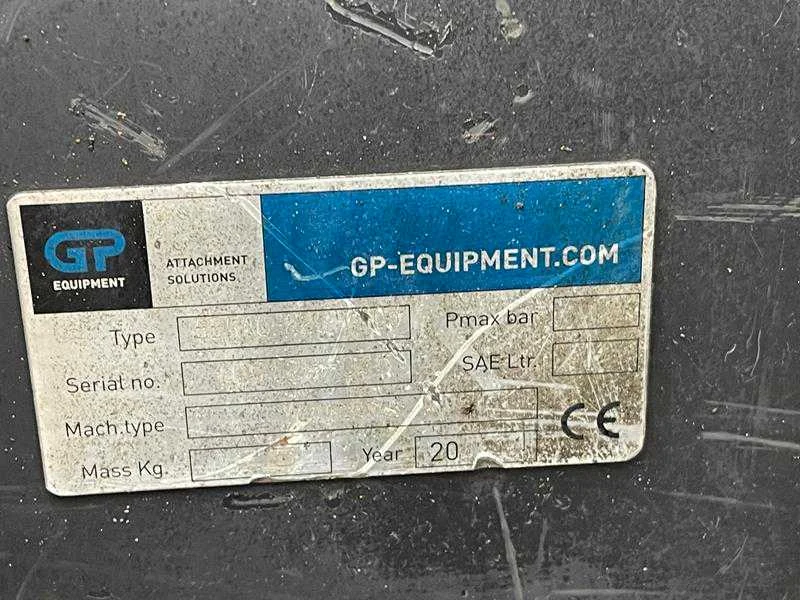 GP
EQUIPMENT
ATTACHMENT
SOLUTIONS
GP-EQUIPMENT.COM
Type
Pmax bar
Serial no.
SAE Ltr.
Mach.type
CE
Mass Kg.
Year 20